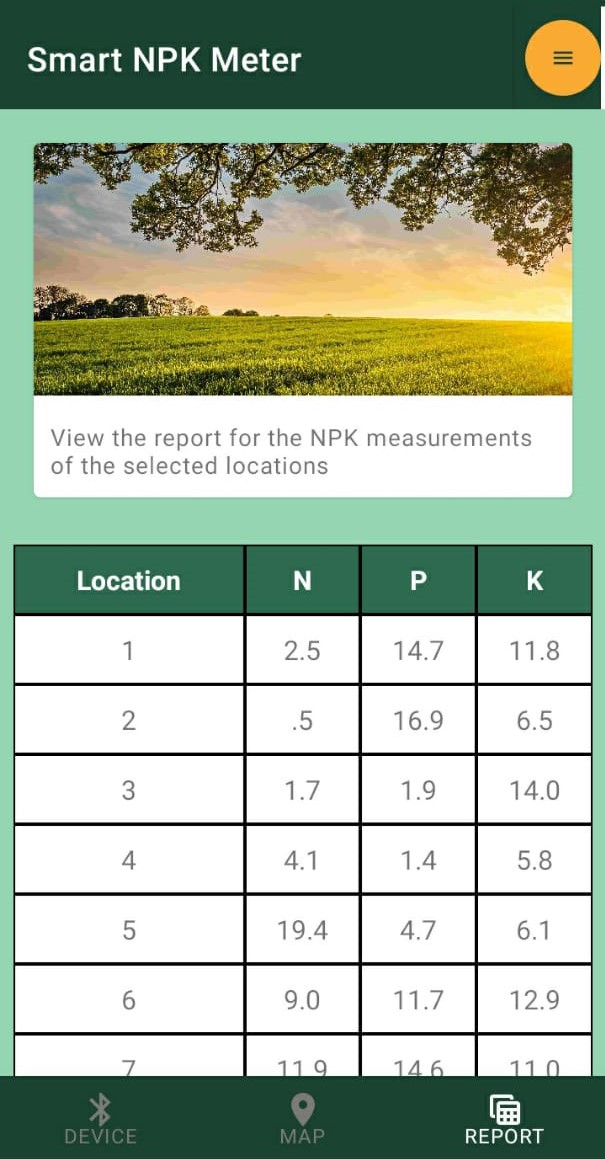 Smart NPK Meter
View the report for the NPK measurements
of the selected locations
Location N P K
1 2.5 14.7 11.8
2 .5 16.9 6.5
3 1.7 1.9 14.0
4 4.1 1.4 5.8
5 19.4 4.7 6.1
6 9.0 11.7 12.9
7 11.9 14.6 11.0
DEVICE MAP REPORT